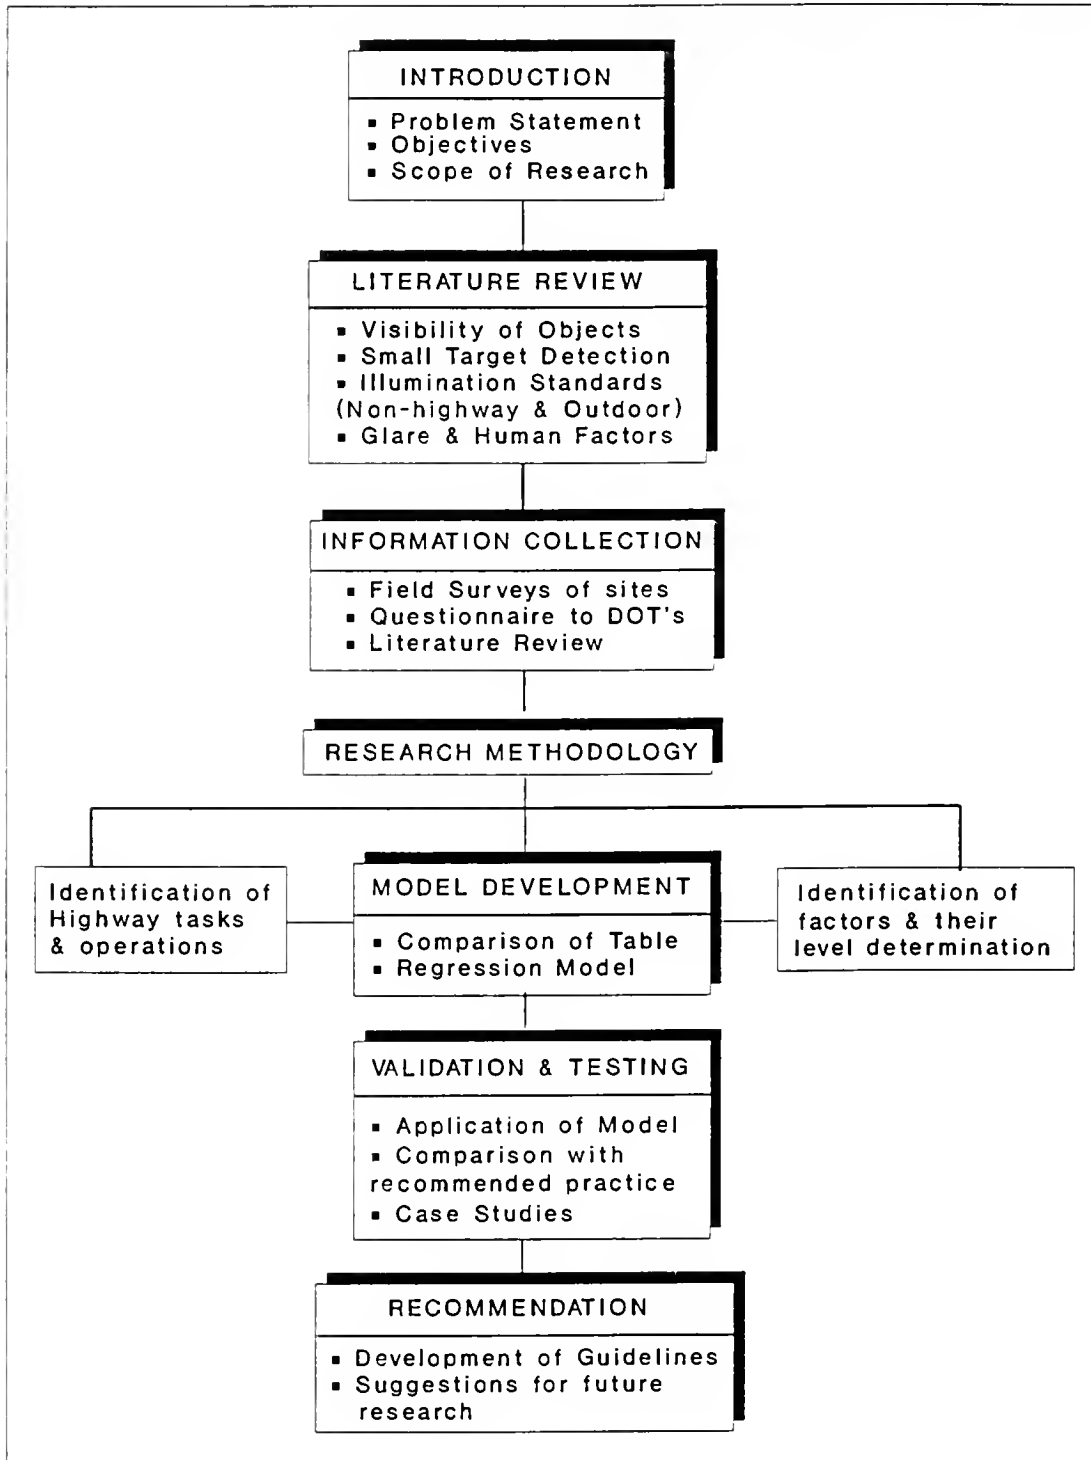 INTRODUCTION
▪ Problem Statement
▪ Objectives
▪ Scope of Research
LITERATURE REVIEW
▪ Visibility of Objects
▪ Small Target Detection
▪ Illumination Standards
(Non-highway & Outdoor)
▪ Glare & Human Factors
INFORMATION COLLECTION
▪ Field Surveys of sites
▪ Questionnaire to DOT's
▪ Literature Review
RESEARCH METHODOLOGY
Identification of
Highway tasks
& operations
MODEL DEVELOPMENT
▪ Comparison of Table
▪ Regression Model
Identification of
factors & their
level determination
VALIDATION & TESTING
▪ Application of Model
▪ Comparison with
recommended practice
▪ Case Studies
RECOMMENDATION
▪ Development of Guidelines
▪ Suggestions for future
research